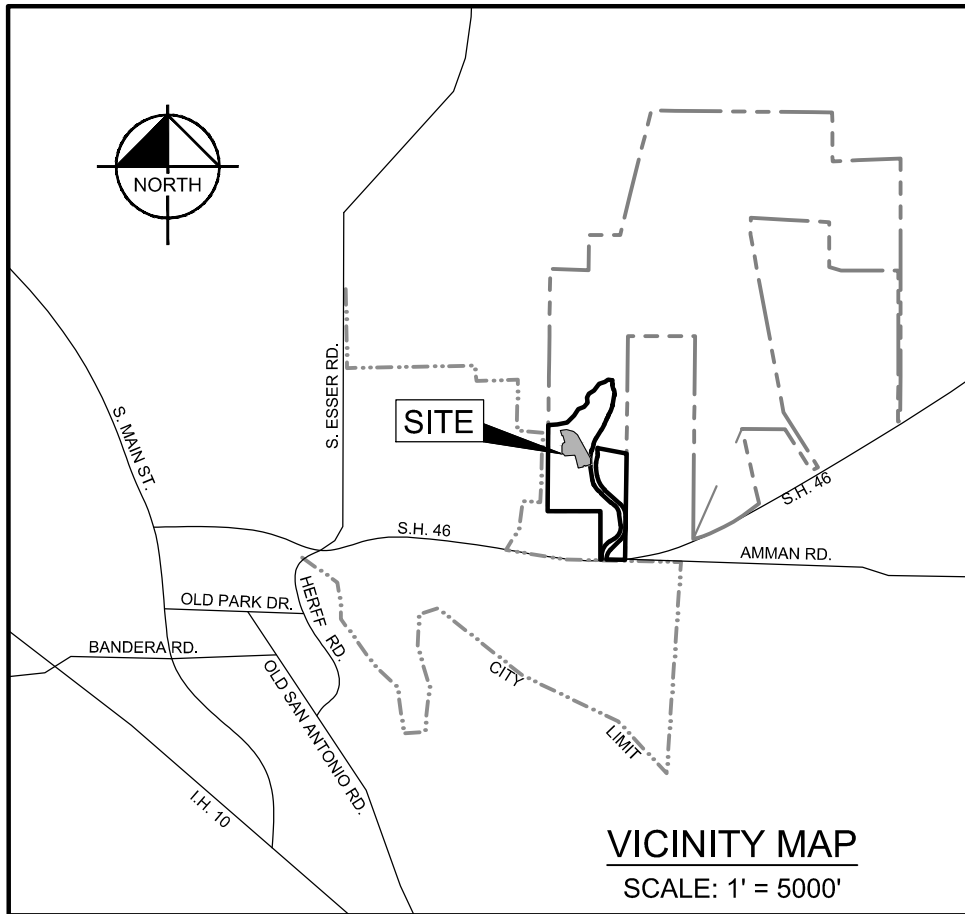 NORTH
S. ESSER RD.
S. MAIN ST.
SITE
S.H. 46
S.H. 46
AMMAN RD.
HERFF RD.
OLD PARK DR.
BANDERA RD.
OLD SAN ANTONIO RD.
CITY
LIMIT
I.H. 10
VICINITY MAP
SCALE: 1' = 5000'